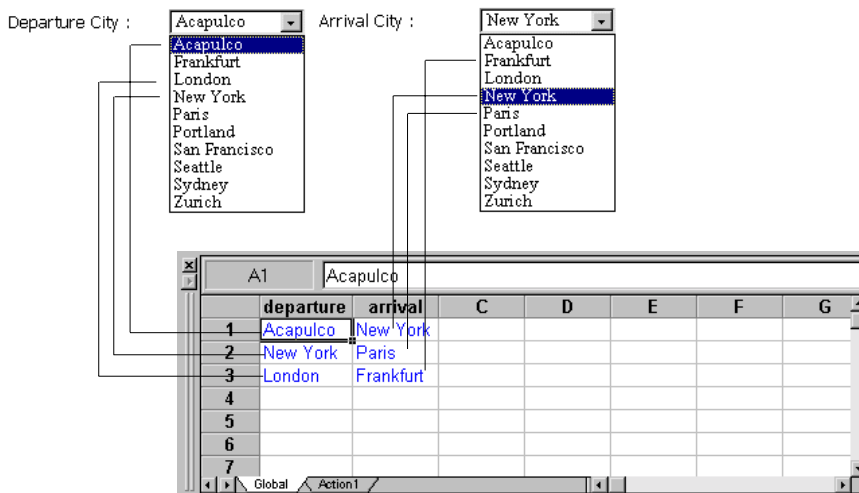 Departure City : Acapulco Arrival City : New York
Acapulco
Frankfurt
London
New York
Paris
Portland
San Francisco
Seattle
Sydney
Zurich
Acapulco
Frankfurt
London
New York
Paris
Portland
San Francisco
Seattle
Sydney
Zurich
A1 Acapulco
departure arrival C D E F G
1 Acapulco New York
2 New York Paris
3 London Frankfurt
4
5
6
7
Global Action1